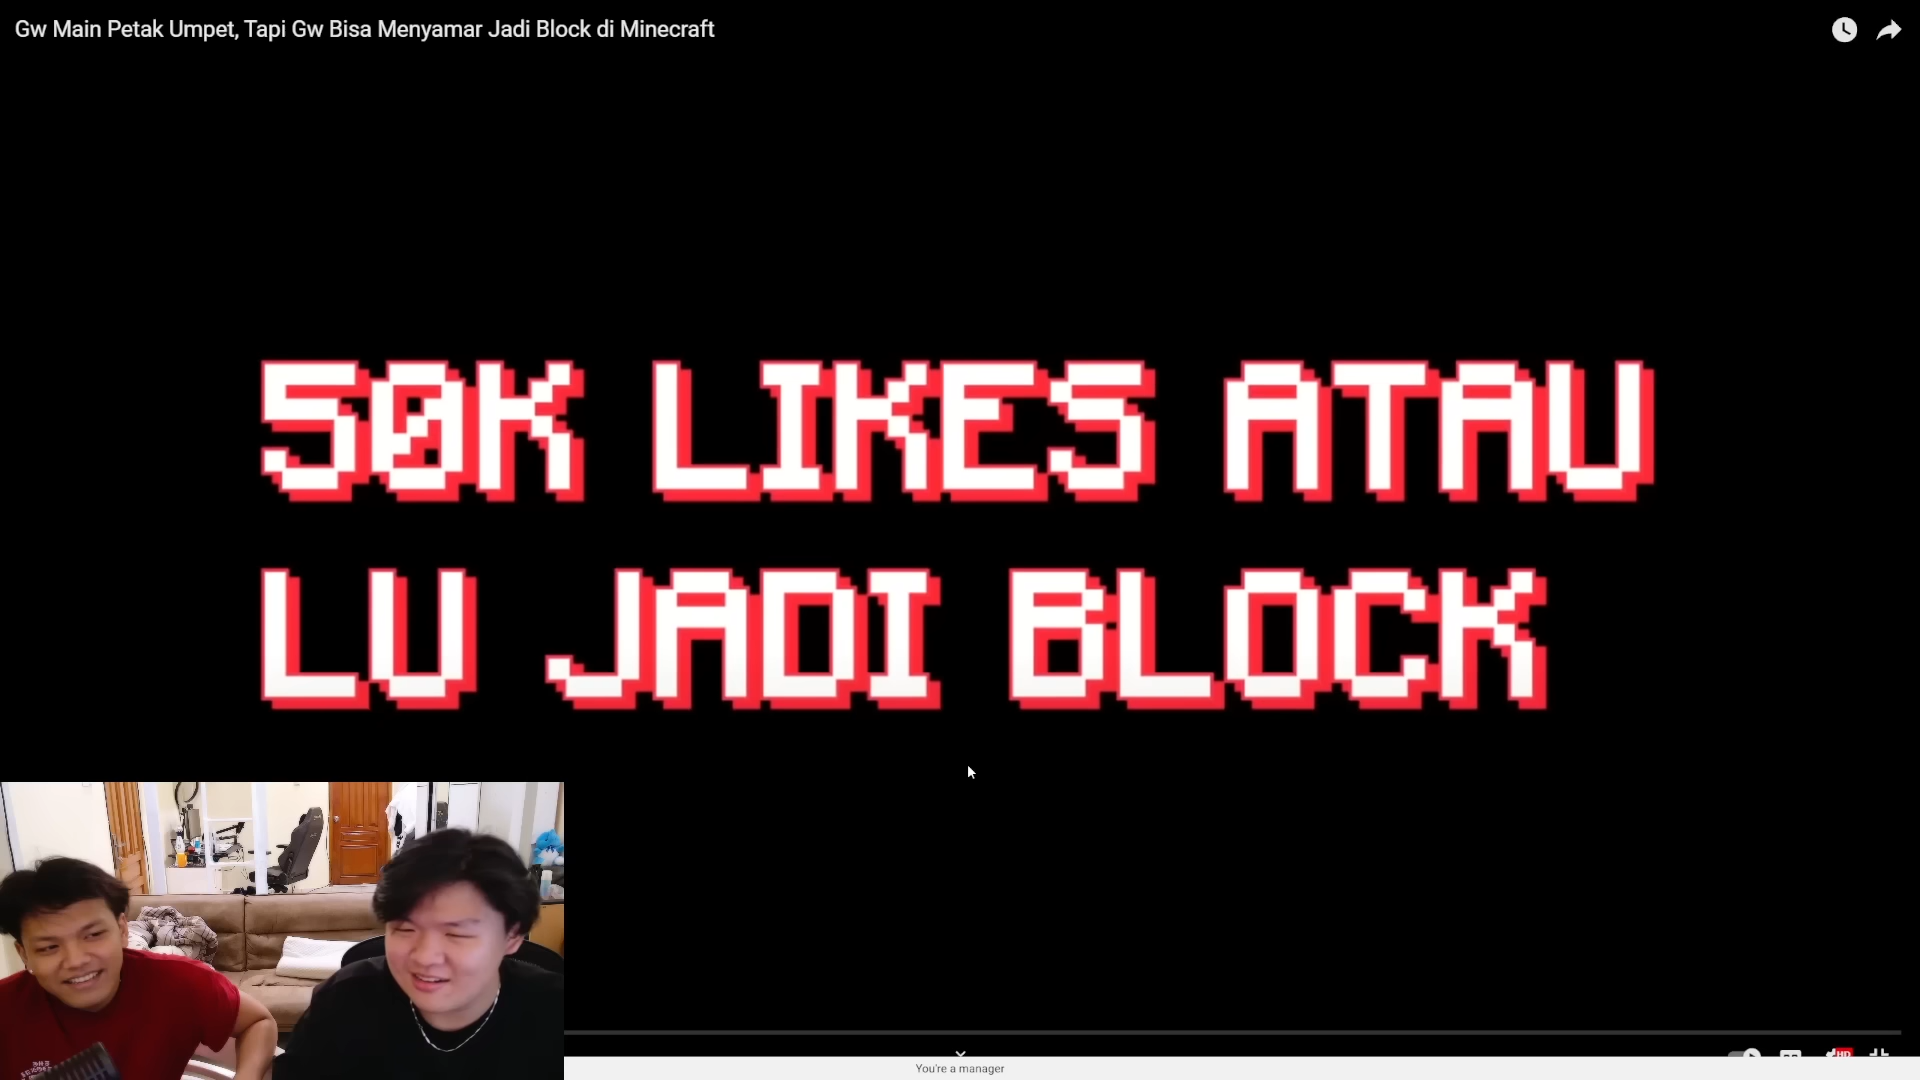 Gw Main Petak Umpet, Tapi Gw Bisa Menyamar Jadi Block di Minecraft
50K LIKES ATAU
LU JADI BLOCK
HD
You're a manager